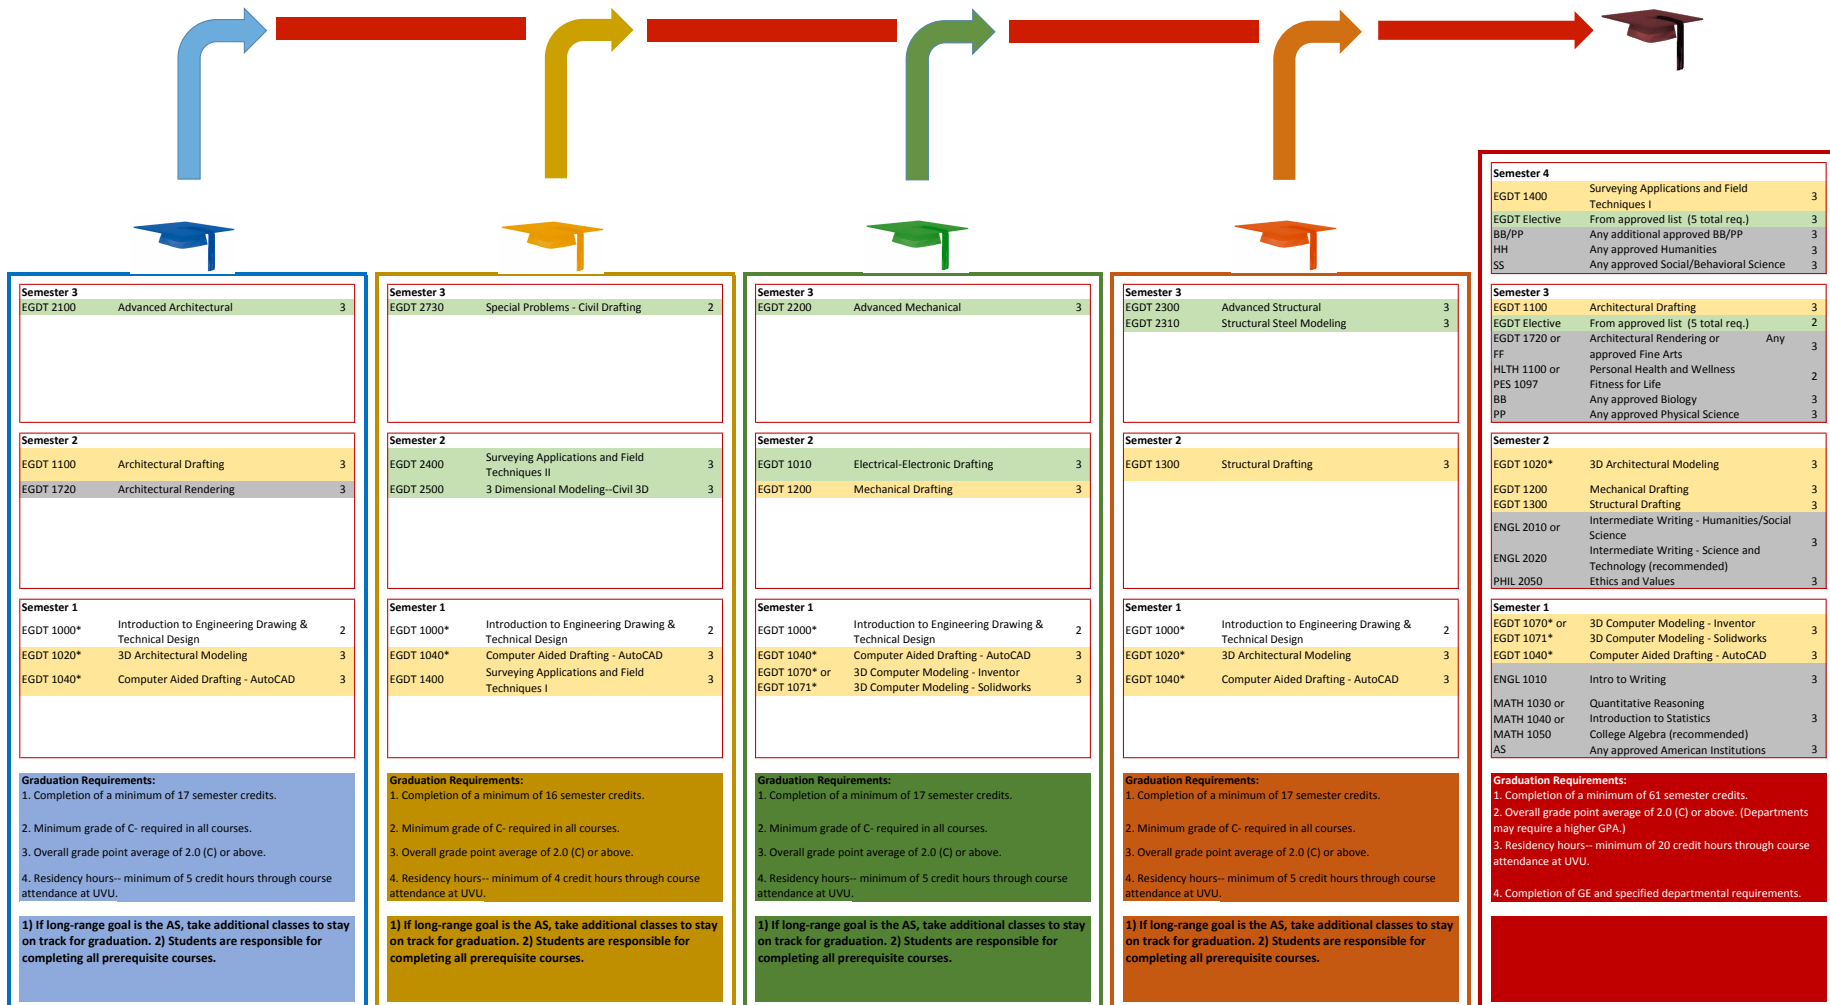 Semester 3
EGDT 2100 Advanced Architectural 3
Semester 2
EGDT 1100 Architectural Drafting 3
EGDT 1720 Architectural Rendering 3
Semester 1
EGDT 1000* Introduction to Engineering Drawing &
Technical Design 2
EGDT 1020* 3D Architectural Modeling 3
EGDT 1040* Computer Aided Drafting - AutoCAD 3
Graduation Requirements:
1. Completion of a minimum of 17 semester credits.
2. Minimum grade of C- required in all courses.
3. Overall grade point average of 2.0 (C) or above.
4. Residency hours-- minimum of 5 credit hours through course
attendance at UVU.
1) If long-range goal is the AS, take additional classes to stay
on track for graduation. 2) Students are responsible for
completing all prerequisite courses.
Semester 3
EGDT 2730 Special Problems - Civil Drafting 2
Semester 2
EGDT 2400 Surveying Applications and Field
Techniques II 3
EGDT 2500 3 Dimensional Modeling--Civil 3D 3
Semester 1
EGDT 1000* Introduction to Engineering Drawing &
Technical Design 2
EGDT 1040* Computer Aided Drafting - AutoCAD 3
EGDT 1400 Surveying Applications and Field
Techniques I 3
Graduation Requirements:
1. Completion of a minimum of 16 semester credits.
2. Minimum grade of C- required in all courses.
3. Overall grade point average of 2.0 (C) or above.
4. Residency hours-- minimum of 4 credit hours through course
attendance at UVU.
1) If long-range goal is the AS, take additional classes to stay
on track for graduation. 2) Students are responsible for
completing all prerequisite courses.
Semester 3
EGDT 2200 Advanced Mechanical 3
Semester 2
EGDT 1010 Electrical-Electronic Drafting 3
EGDT 1200 Mechanical Drafting 3
Semester 1
EGDT 1000* Introduction to Engineering Drawing &
Technical Design 2
EGDT 1040* Computer Aided Drafting - AutoCAD 3
EGDT 1070* or 3D Computer Modeling - Inventor
EGDT 1071* 3D Computer Modeling - Solidworks 3
Graduation Requirements:
1. Completion of a minimum of 17 semester credits.
2. Minimum grade of C- required in all courses.
3. Overall grade point average of 2.0 (C) or above.
4. Residency hours-- minimum of 5 credit hours through course
attendance at UVU.
1) If long-range goal is the AS, take additional classes to stay
on track for graduation. 2) Students are responsible for
completing all prerequisite courses.
Semester 3
EGDT 2300 Advanced Structural 3
EGDT 2310 Structural Steel Modeling 3
Semester 2
EGDT 1300 Structural Drafting 3
Semester 1
EGDT 1000* Introduction to Engineering Drawing &
Technical Design 2
EGDT 1020* 3D Architectural Modeling 3
EGDT 1040* Computer Aided Drafting - AutoCAD 3
Graduation Requirements:
1. Completion of a minimum of 17 semester credits.
2. Minimum grade of C- required in all courses.
3. Overall grade point average of 2.0 (C) or above.
4. Residency hours-- minimum of 5 credit hours through course
attendance at UVU.
1) If long-range goal is the AS, take additional classes to stay
on track for graduation. 2) Students are responsible for
completing all prerequisite courses.
Semester 4
EGDT 1400 Surveying Applications and Field
Techniques I 3
EGDT Elective From approved list (5 total req.) 3
BB/PP Any additional approved BB/PP 3
HH Any approved Humanities 3
SS Any approved Social/Behavioral Science 3
Semester 3
EGDT 1100 Architectural Drafting 3
EGDT Elective From approved list (5 total req.) 2
EGDT 1720 or Architectural Rendering or Any
FF approved Fine Arts 3
HLTH 1100 or Personal Health and Wellness
PES 1097 Fitness for Life 2
BB Any approved Biology 3
PP Any approved Physical Science 3
Semester 2
EGDT 1020* 3D Architectural Modeling 3
EGDT 1200 Mechanical Drafting 3
EGDT 1300 Structural Drafting 3
ENGL 2010 or Intermediate Writing - Humanities/Social
Science 3
ENGL 2020 Intermediate Writing - Science and
Technology (recommended)
PHIL 2050 Ethics and Values 3
Semester 1
EGDT 1070* or 3D Computer Modeling - Inventor
EGDT 1071* 3D Computer Modeling - Solidworks 3
EGDT 1040* Computer Aided Drafting - AutoCAD 3
ENGL 1010 Intro to Writing 3
MATH 1030 or Quantitative Reasoning
MATH 1040 or Introduction to Statistics 3
MATH 1050 College Algebra (recommended)
AS Any approved American Institutions 3
Graduation Requirements:
1. Completion of a minimum of 61 semester credits.
2. Overall grade point average of 2.0 (C) or above. (Departments
may require a higher GPA.)
3. Residency hours-- minimum of 20 credit hours through course
attendance at UVU.
4. Completion of GE and specified departmental requirements.